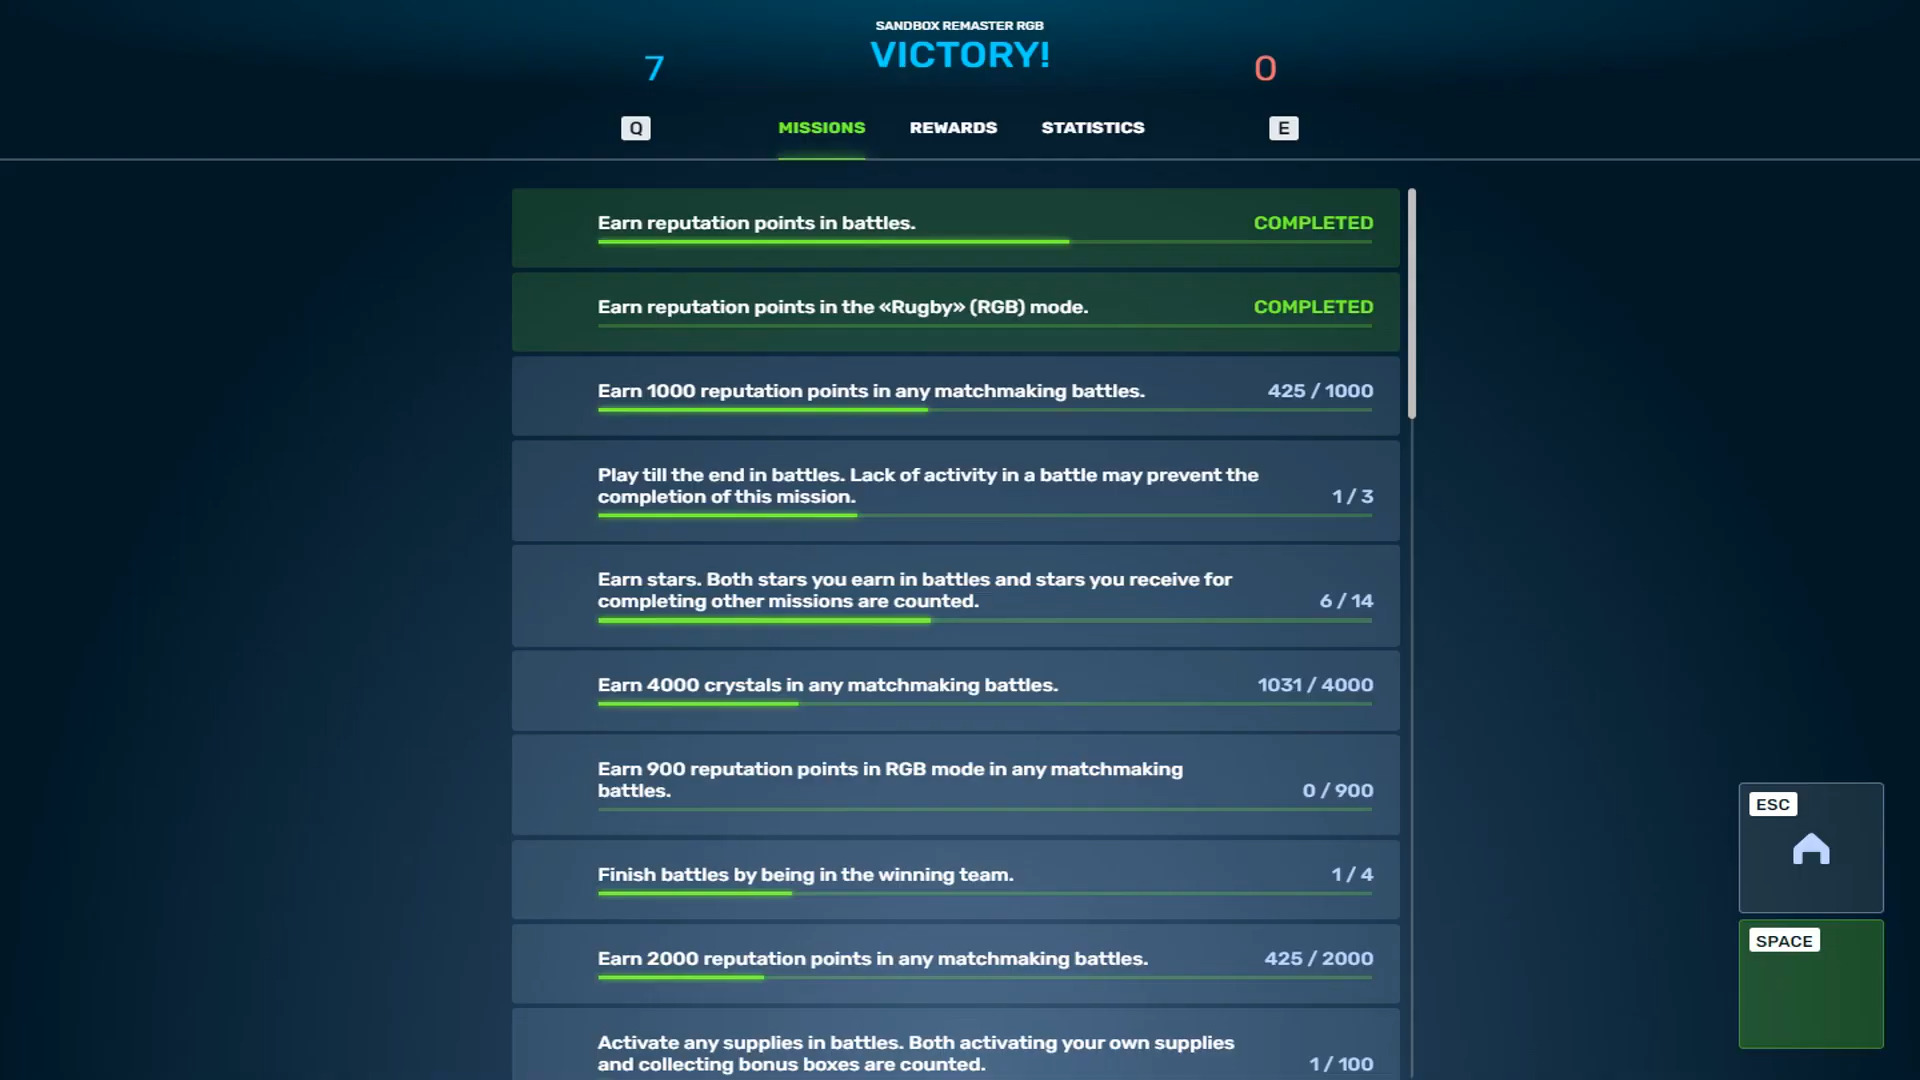 SANDBOX REMASTER RGB
VICTORY!
7
0
Q
MISSIONS
REWARDS
STATISTICS
E
Earn reputation points in battles.
COMPLETED
Earn reputation points in the «Rugby» (RGB) mode.
COMPLETED
Earn 1000 reputation points in any matchmaking battles.
425 / 1000
Play till the end in battles. Lack of activity in a battle may prevent the
completion of this mission.
1 / 3
Earn stars. Both stars you earn in battles and stars you receive for
completing other missions are counted.
6 / 14
Earn 4000 crystals in any matchmaking battles.
1031 / 4000
Earn 900 reputation points in RGB mode in any matchmaking
battles.
0 / 900
Finish battles by being in the winning team.
1 / 4
Earn 2000 reputation points in any matchmaking battles.
425 / 2000
Activate any supplies in battles. Both activating your own supplies
and collecting bonus boxes are counted.
1 / 100
ESC
SPACE